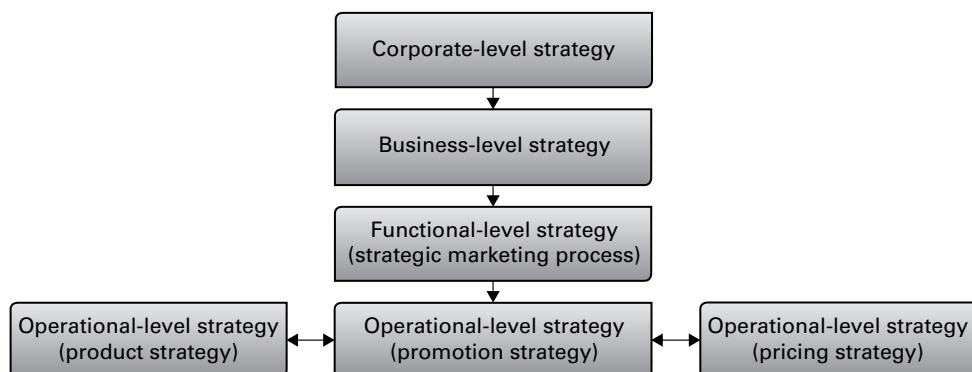 Corporate-level strategy
Business-level strategy
Functional-level strategy
(strategic marketing process)
Operational-level strategy
(product strategy)
Operational-level strategy
(promotion strategy)
Operational-level strategy
(pricing strategy)